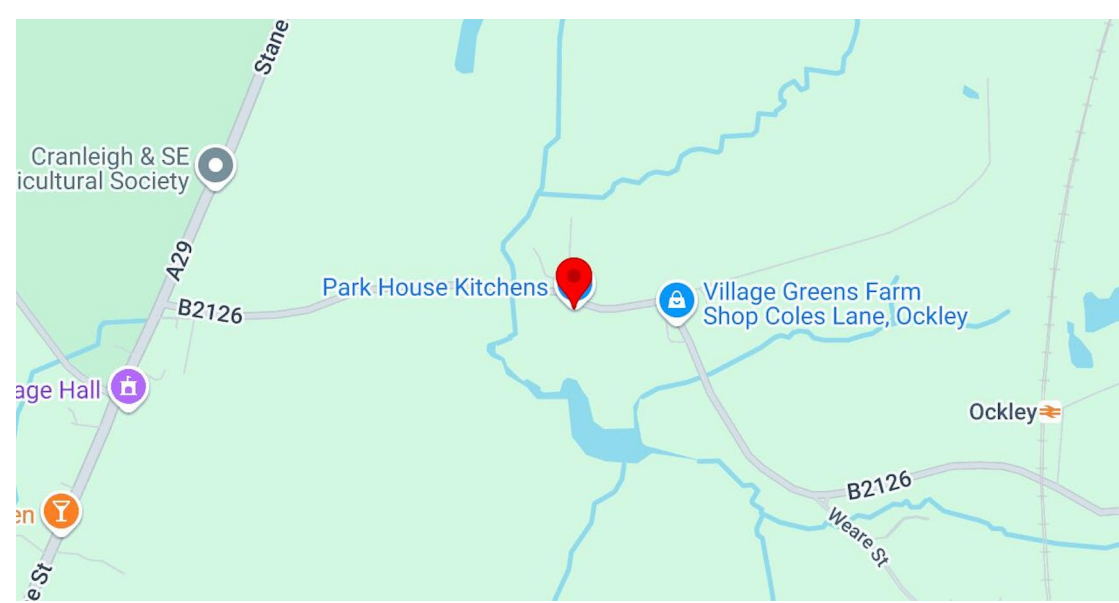 Stane
Cranleigh & SE
icultural Society
A29
Park House Kitchens
Village Greens Farm
Shop Coles Lane, Ockley
B2126
age Hall
Ockley
B2126
en
Weare St
e St